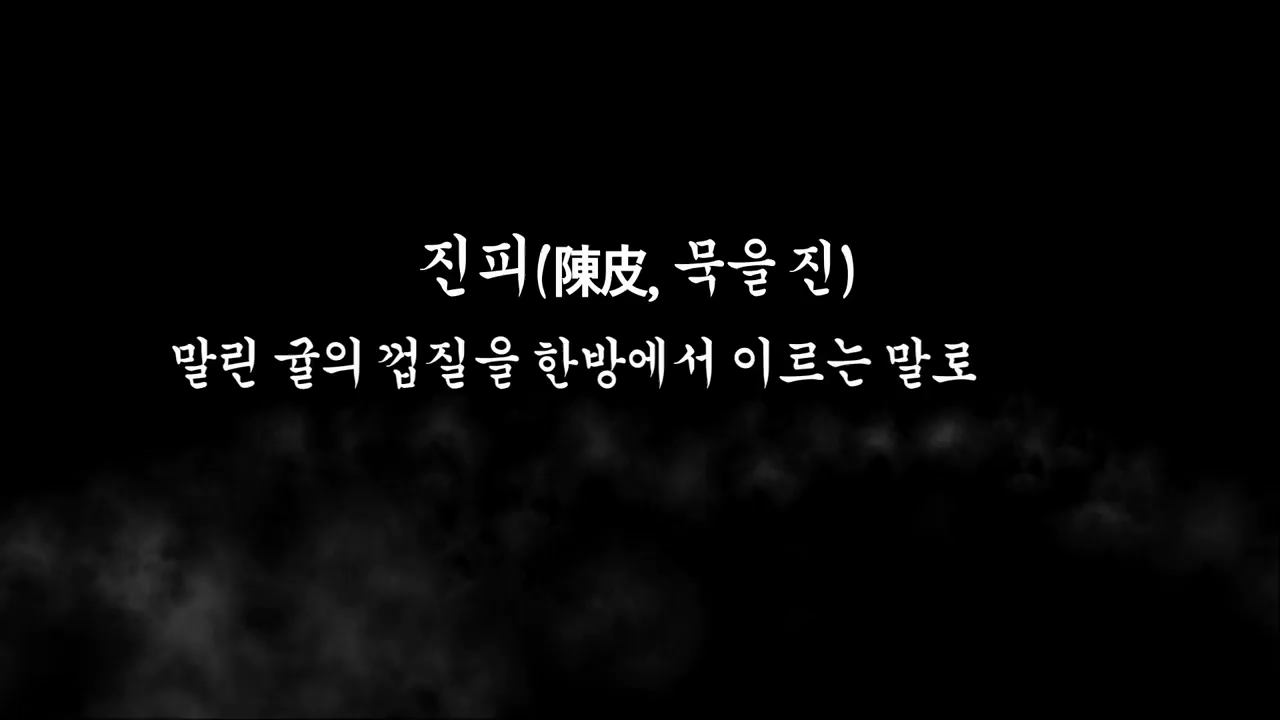 진피(陳皮, 묵을 진)
말린 귤의 껍질을 한방에서 이르는 말로